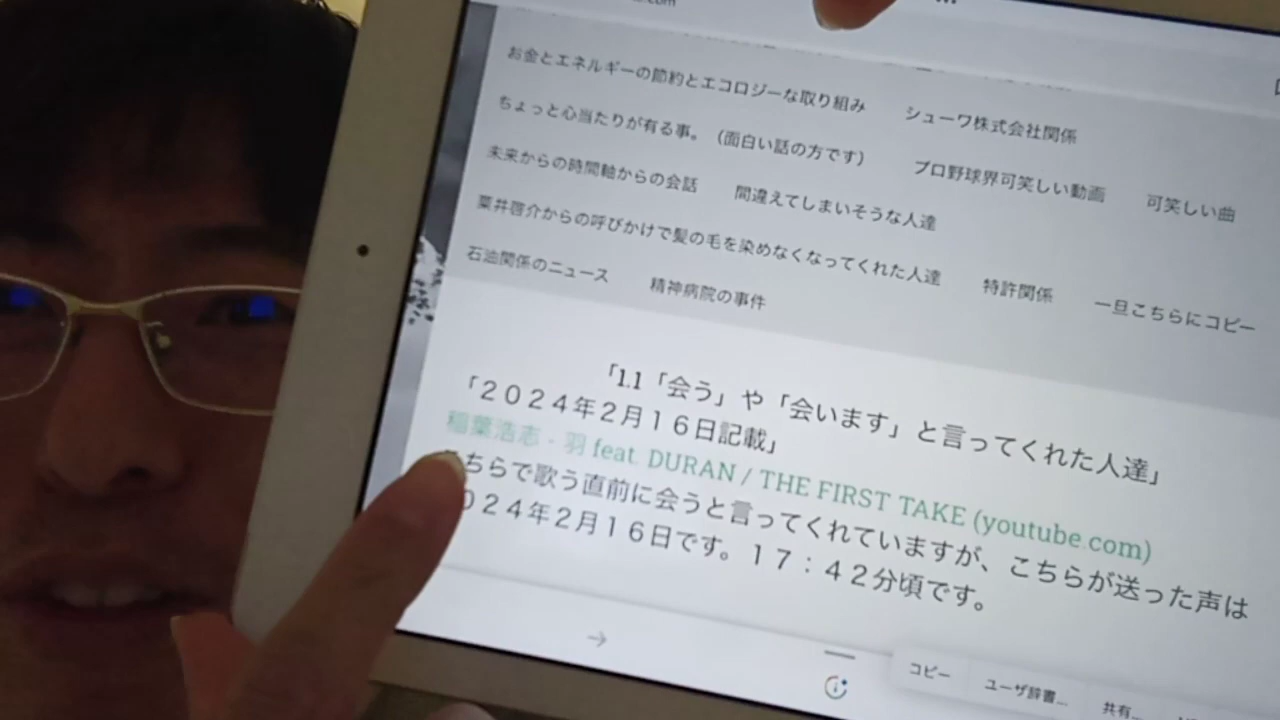 .com
お金とエネルギーの節約とエコロジーな取り組み シューワ株式会社関係
ちょっと心当たりが有る事。（面白い話の方です） プロ野球界可笑しい動画 可笑しい曲
未来からの時間軸からの会話 間違えてしまいそうな人達
粟井啓介からの呼びかけで髪の毛を染めなくなってくれた人達 特許関係 一旦こちらにコピー
石油関係のニュース 精神病院の事件
「1.1「会う」や「会います」と言ってくれた人達」
「２０２４年２月１６日記載」
稲葉浩志 - 羽 feat. DURAN / THE FIRST TAKE (youtube.com)
ちらで歌う直前に会うと言ってくれていますが、こちらが送った声は
０２４年２月１６日です。１７：４２分頃です。
コピー ユーザ辞書... 共有...